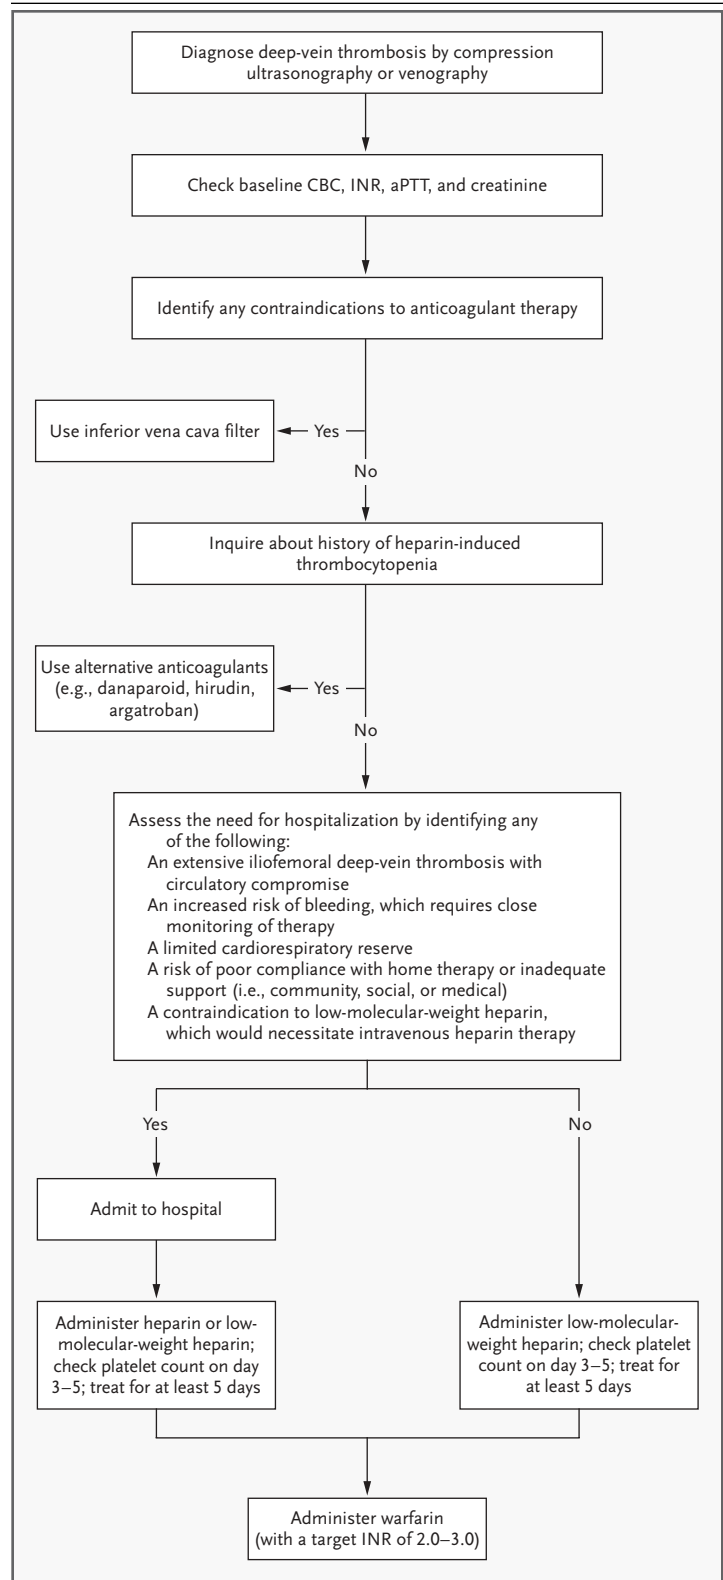 Diagnose deep-vein thrombosis by compression
ultrasonography or venography
Check baseline CBC, INR, aPTT, and creatinine
Identify any contraindications to anticoagulant therapy
Use inferior vena cava filter
Yes
No
Inquire about history of heparin-induced
thrombocytopenia
Use alternative anticoagulants
(e.g., danaparoid, hirudin,
argatroban)
Yes
No
Assess the need for hospitalization by identifying any
of the following:
An extensive iliofemoral deep-vein thrombosis with
circulatory compromise
An increased risk of bleeding, which requires close
monitoring of therapy
A limited cardiorespiratory reserve
A risk of poor compliance with home therapy or inadequate
support (i.e., community, social, or medical)
A contraindication to low-molecular-weight heparin,
which would necessitate intravenous heparin therapy
Yes
No
Admit to hospital
Administer heparin or low-
molecular-weight heparin;
check platelet count on day
3–5; treat for at least 5 days
Administer low-molecular-
weight heparin; check platelet
count on day 3–5; treat for
at least 5 days
Administer warfarin
(with a target INR of 2.0–3.0)